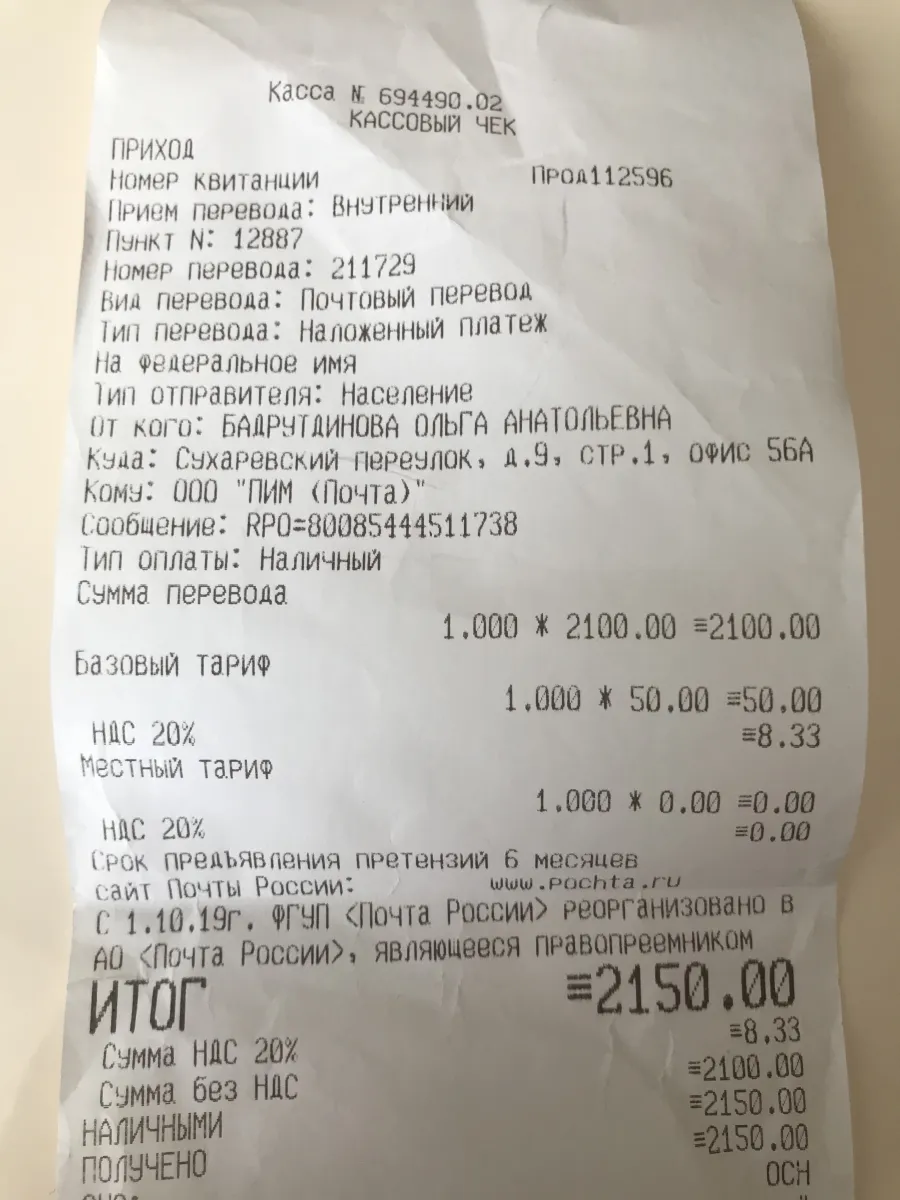 Касса № 694490.02
КАССОВЫЙ ЧЕК
ПРИХОД
Номер квитанции Прод112596
Прием перевода: Внутренний
Пункт N: 12887
Номер перевода: 211729
Вид перевода: Почтовый перевод
Тип перевода: Наложенный платеж
На федеральное имя
Тип отправителя: Население
От кого: БАДРУТДИНОВА ОЛЬГА АНАТОЛЬЕВНА
Куда: Сухаревский переулок, д.9, СТР.1, ОФИС 56А
Кому: ООО "ПИМ (Почта)"
Сообщение: RPO=80085444511738
Тип оплаты: Наличный
Сумма перевода
1.000 * 2100.00 ≡2100.00
Базовый тариф
1.000 * 50.00 ≡50.00
НДС 20% ≡8.33
Местный тариф
1.000 * 0.00 ≡0.00
НДС 20% ≡0.00
Срок предъявления претензий 6 месяцев
сайт Почты России: www.pochta.ru
С 1.10.19г. ФГУП <Почта России> реорганизовано в
АО <Почта России>, являющееся правопреемником
ИТОГ ≡2150.00
Сумма НДС 20% ≡8.33
Сумма без НДС ≡2100.00
НАЛИЧНЫМИ ≡2150.00
ПОЛУЧЕНО ≡2150.00
ОСН